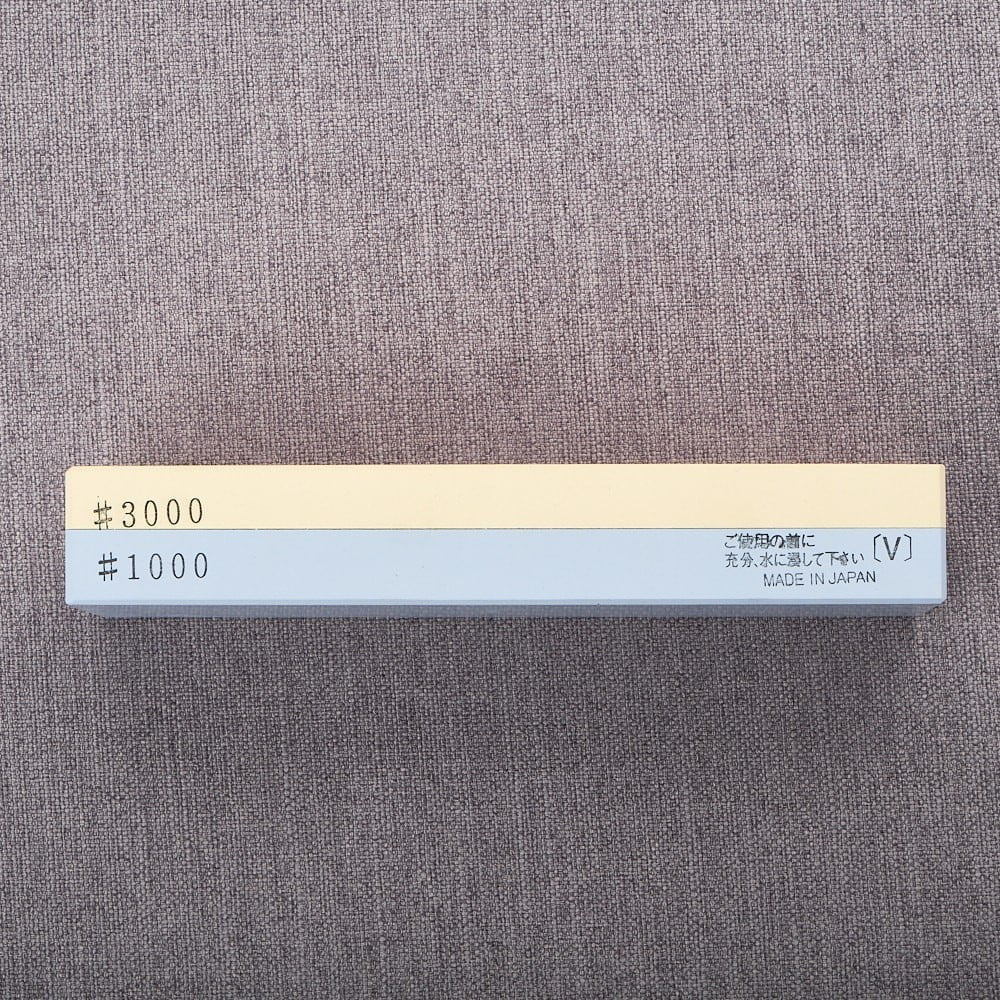 #3000
#1000
ご使用の前に
充分、水に浸して下さい
〔V〕
MADE IN JAPAN